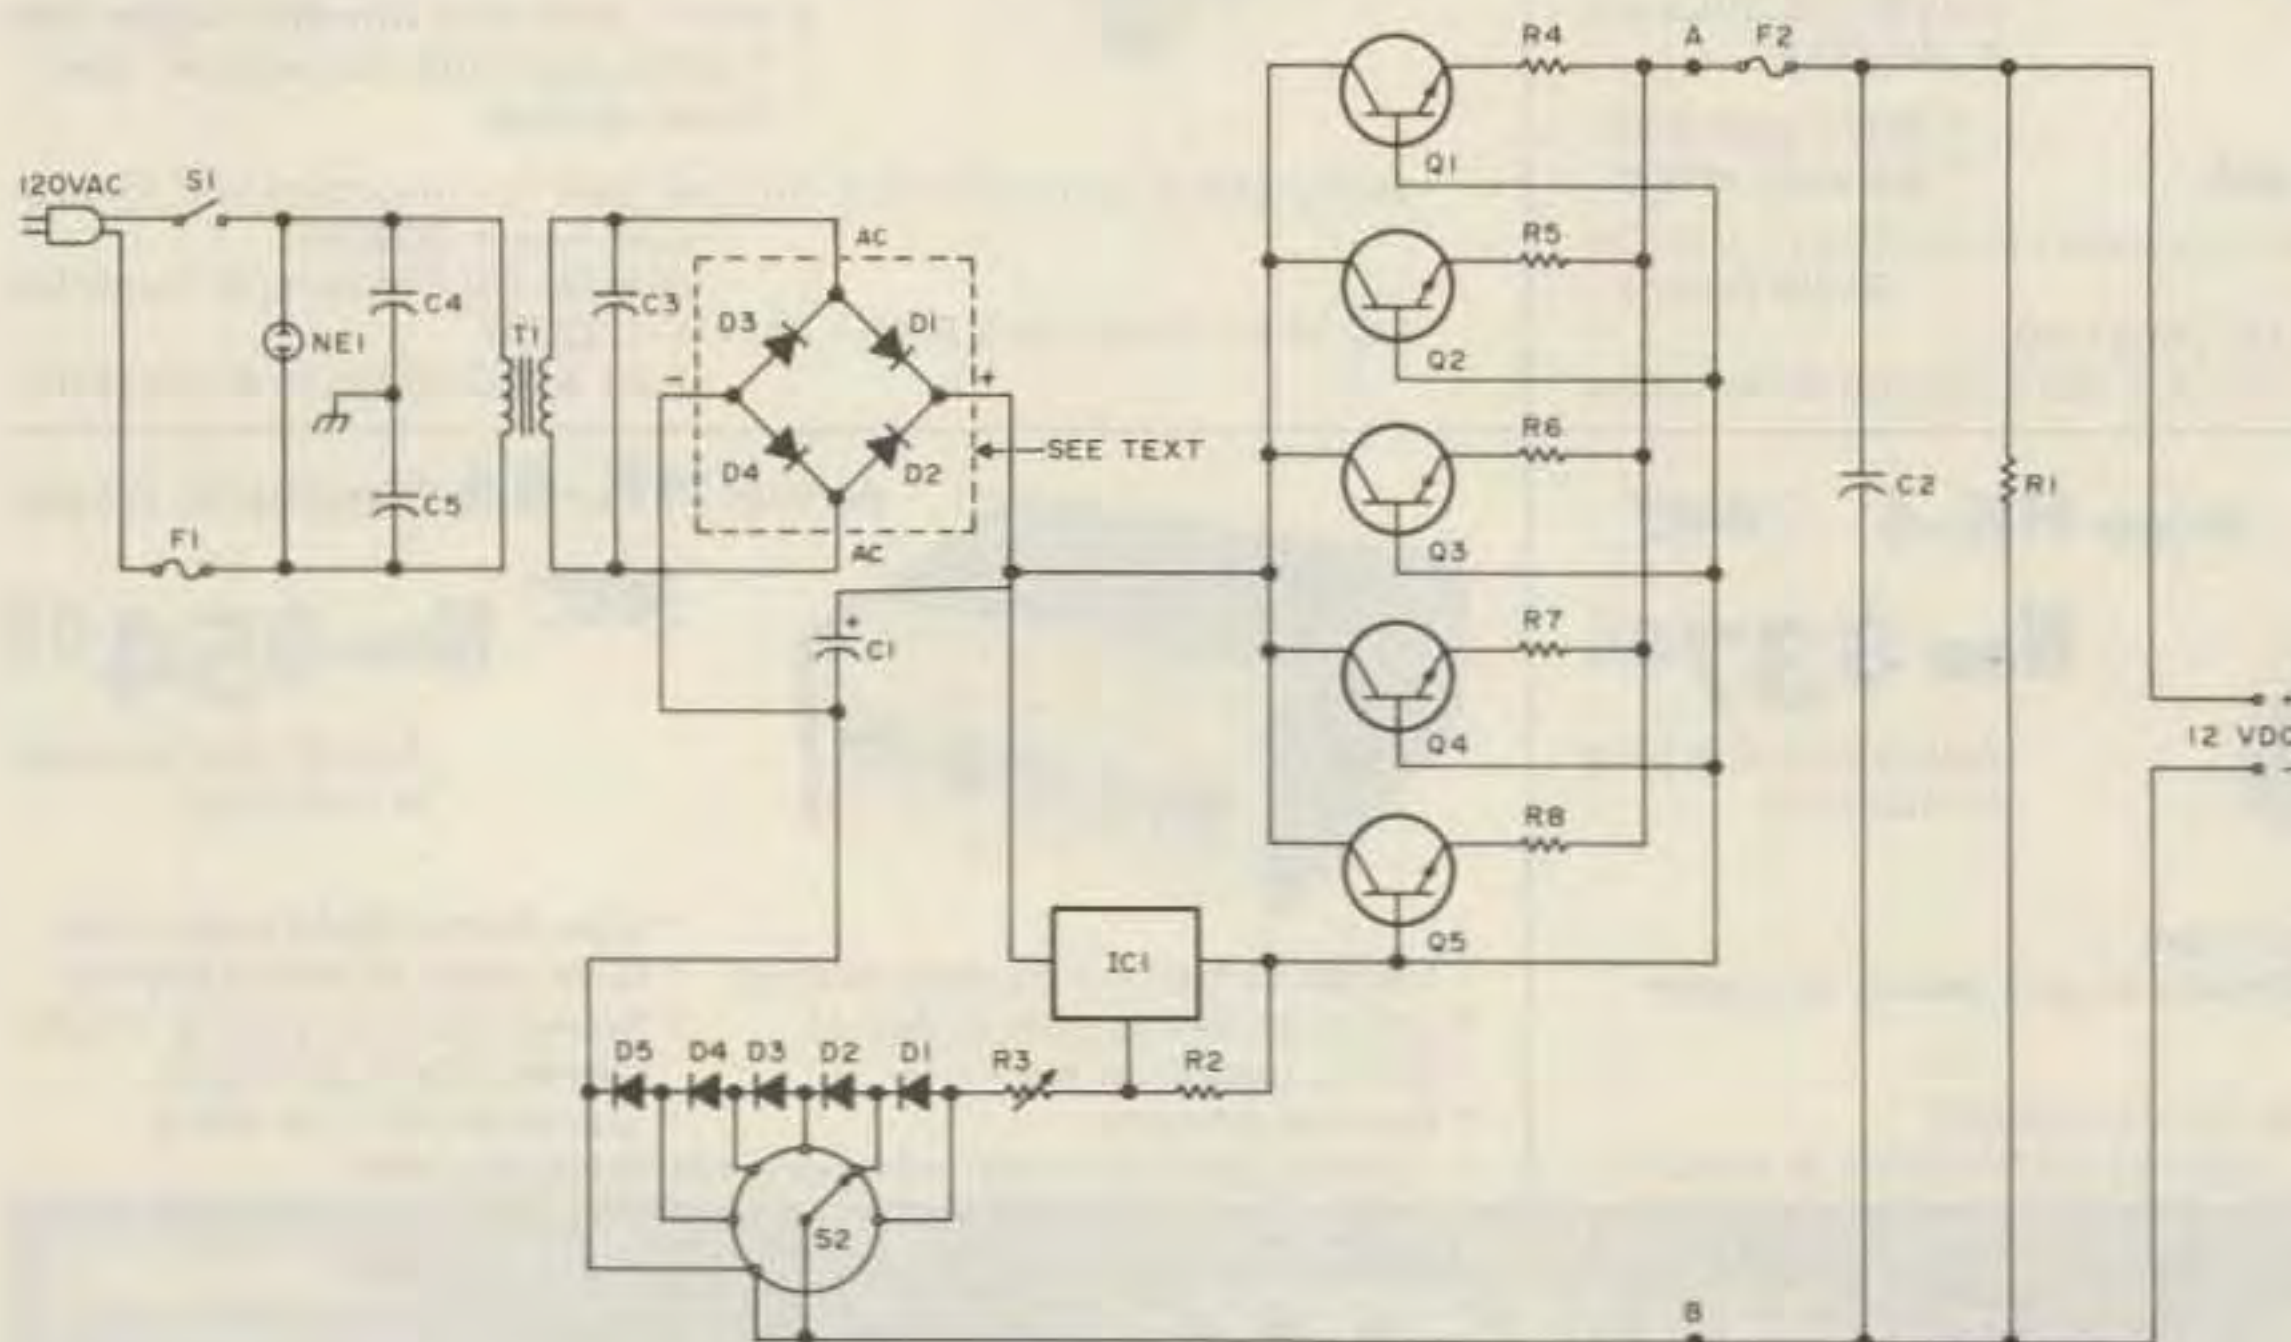 R4 A F2
Q1
120VAC S1
AC
R5
D3 D1
C4 C3
NE1 T1
Q2
- +
R6
SEE TEXT
D4 D2
C5
C2 R1
F1
AC
Q3
R7
+
C1
Q4
12 VDC
R8
Q5
IC1
D5 D4 D3 D2 D1 R3 R2
S2
B